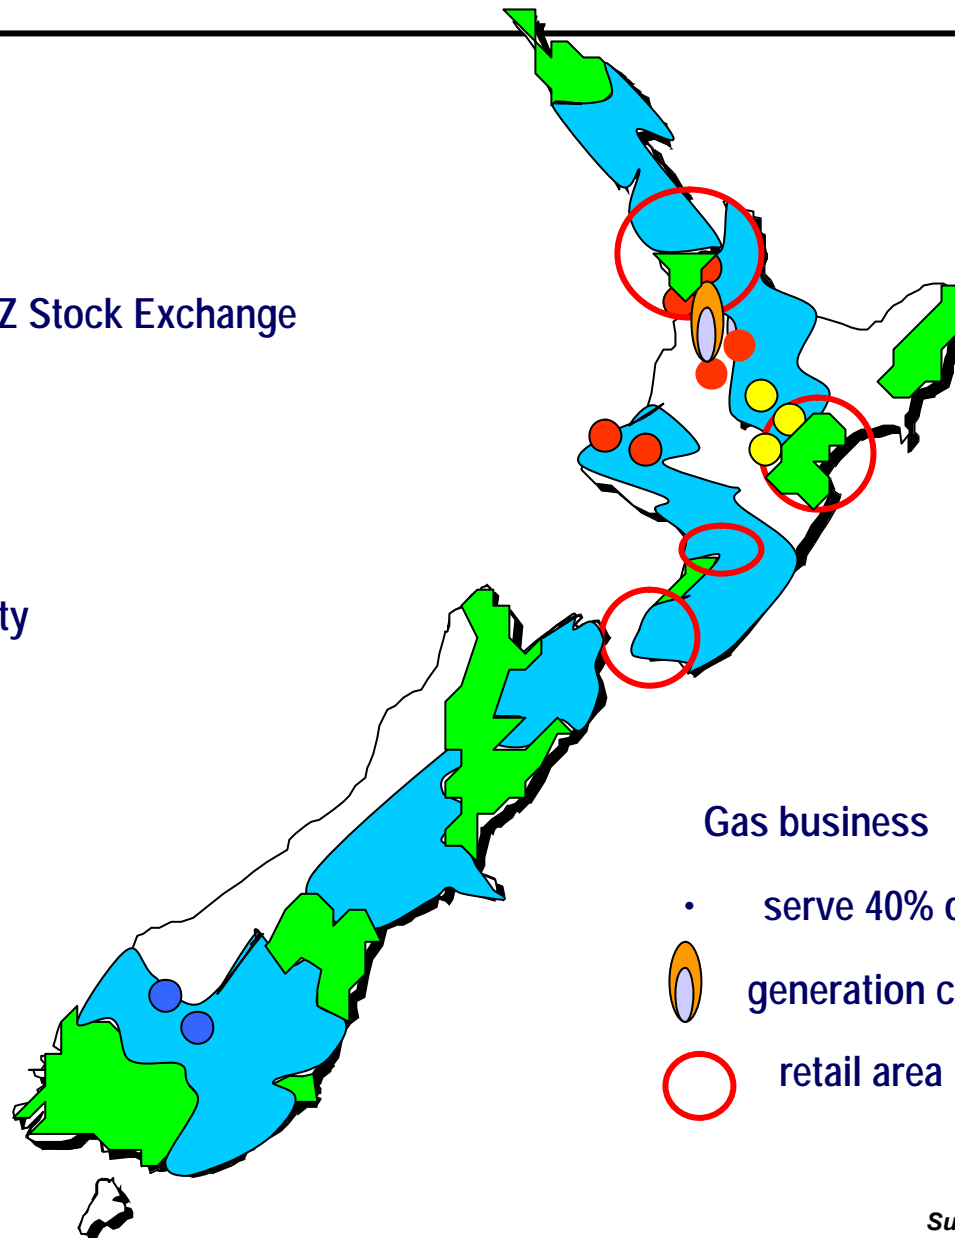 Z Stock Exchange
ty
Gas business
• serve 40% o
generation c
retail area
Su